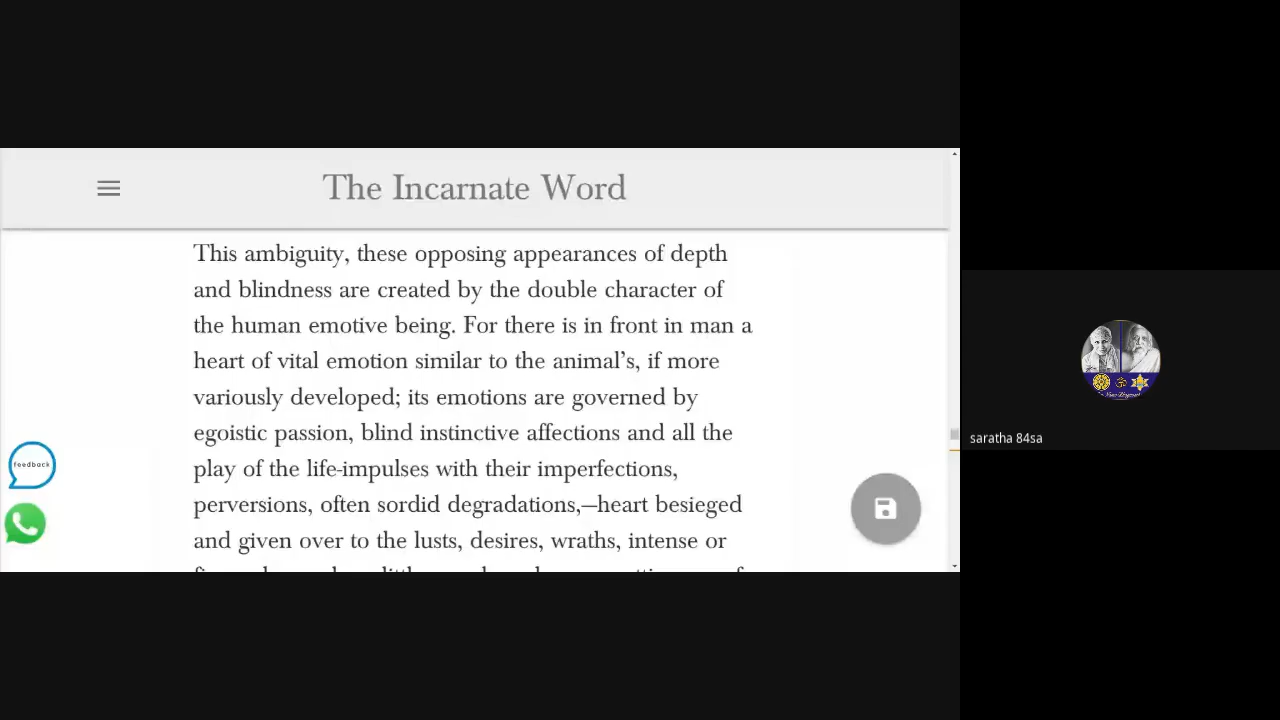 The Incarnate Word
This ambiguity, these opposing appearances of depth
and blindness are created by the double character of
the human emotive being. For there is in front in man a
heart of vital emotion similar to the animal’s, if more
variously developed; its emotions are governed by
egoistic passion, blind instinctive affections and all the
play of the life-impulses with their imperfections,
perversions, often sordid degradations,—heart besieged
and given over to the lusts, desires, wraths, intense or
feedback
saratha 84sa